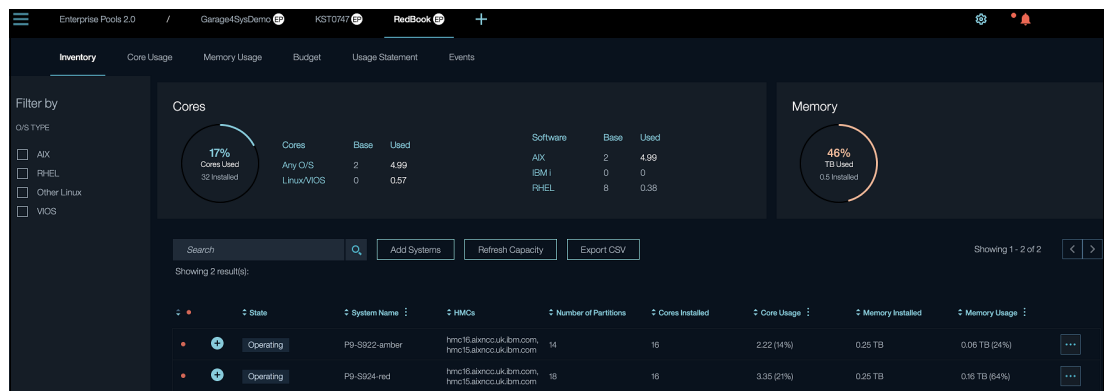 Enterprise Pools 2.0 / Garage4SysDemo EP KST0747 EP RedBook EP
Inventory Core Usage Memory Usage Budget Usage Statement Events
Filter by
O/S TYPE
AIX
RHEL
Other Linux
VIOS
Cores
17%
Cores Used
32 Installed
Cores Base Used
Any O/S 2 4.99
Linux/VIOS 0 0.57
Software Base Used
AIX 2 4.99
IBM i 0 0
RHEL 8 0.38
Memory
46%
TB Used
0.5 Installed
Search Add Systems Refresh Capacity Export CSV Showing 1 - 2 of 2
Showing 2 result(s):
State System Name HMCs Number of Partitions Cores Installed Core Usage Memory Installed Memory Usage
Operating P9-S922-amber hmc16.aixncc.uk.ibm.com, hmc15.aixncc.uk.ibm.com 14 16 2.22 (14%) 0.25 TB 0.06 TB (24%)
Operating P9-S924-red hmc16.aixncc.uk.ibm.com, hmc15.aixncc.uk.ibm.com 18 16 3.35 (21%) 0.25 TB 0.16 TB (64%)